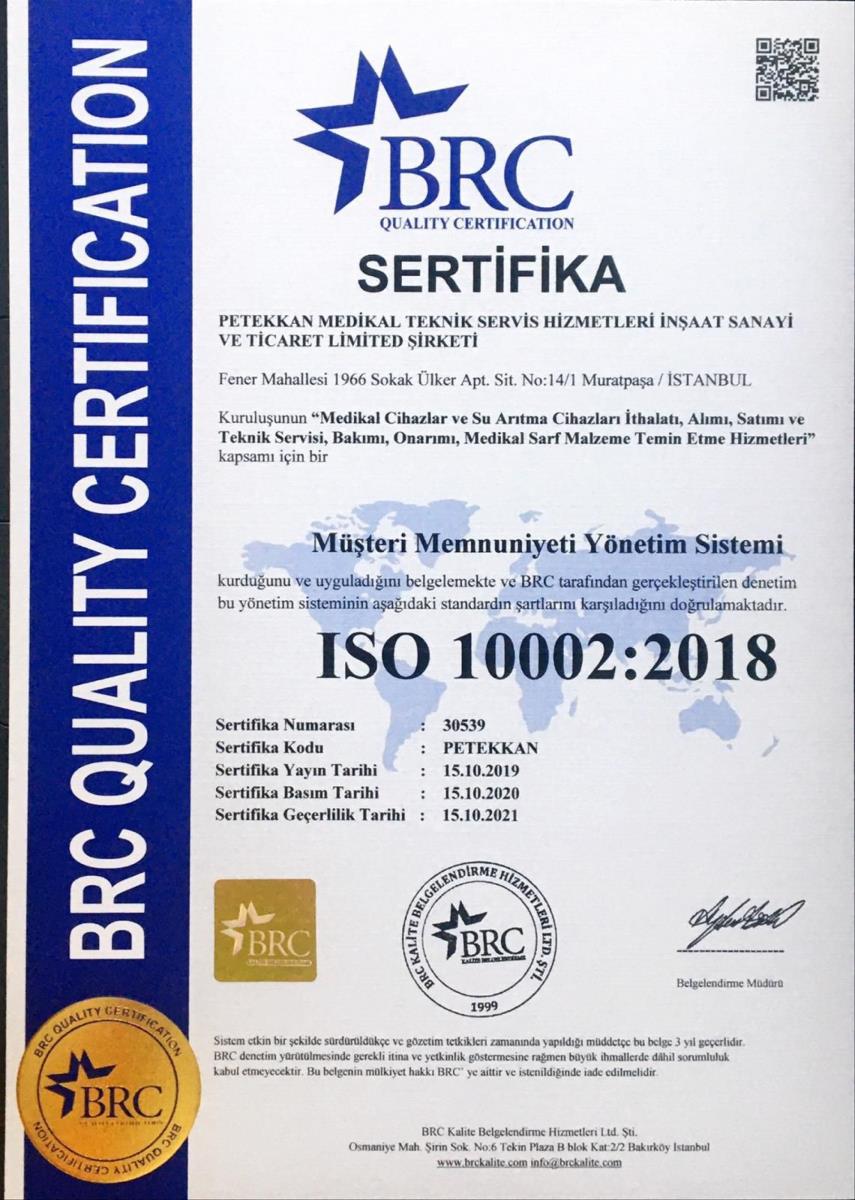 BRC QUALITY CERTIFICATION
BRC
QUALITY CERTIFICATION
SERTİFİKA
PETEKKAN MEDİKAL TEKNİK SERVİS HİZMETLERİ İNŞAAT SANAYİ
VE TİCARET LİMİTED ŞİRKETİ
Fener Mahallesi 1966 Sokak Ülker Apt. Sit. No:14/1 Muratpaşa / İSTANBUL
Kuruluşunun “Medikal Cihazlar ve Su Arıtma Cihazları İthalatı, Alımı, Satımı ve
Teknik Servisi, Bakımı, Onarımı, Medikal Sarf Malzeme Temin Etme Hizmetleri”
kapsamı için bir
Müşteri Memnuniyeti Yönetim Sistemi
kurduğunu ve uyguladığını belgelemekte ve BRC tarafından gerçekleştirilen denetim
bu yönetim sisteminin aşağıdaki standardın şartlarını karşıladığını doğrulamaktadır.
ISO 10002:2018
Sertifika Numarası : 30539
Sertifika Kodu : PETEKKAN
Sertifika Yayın Tarihi : 15.10.2019
Sertifika Basım Tarihi : 15.10.2020
Sertifika Geçerlilik Tarihi : 15.10.2021
BRC
BRC KALİTE BELGELENDİRME HİZMETLERİ LTD. ŞTİ.
BRC
KALİTE BELGELENDİRME
1999
Belgelendirme Müdürü
Sistem etkin bir şekilde sürdürüldükçe ve gözetim tetkikleri zamanında yapıldığı müddetçe bu belge 3 yıl geçerlidir.
BRC denetim yürütülmesinde gerekli itina ve yetkinlik göstermesine rağmen büyük ihmallerde dâhil sorumluluk
kabul etmeyecektir. Bu belgenin mülkiyet hakkı BRC' ye aittir ve istenildiğinde iade edilmelidir.
BRC QUALITY CERTIFICATION
BRC
BRC QUALITY CERTIFICATION
BRC Kalite Belgelendirme Hizmetleri Ltd. Şti.
Osmaniye Mah. Şirin Sok. No:6 Tekin Plaza B blok Kat:2/2 Bakırköy İstanbul
www.brckalite.com info@brckalite.com